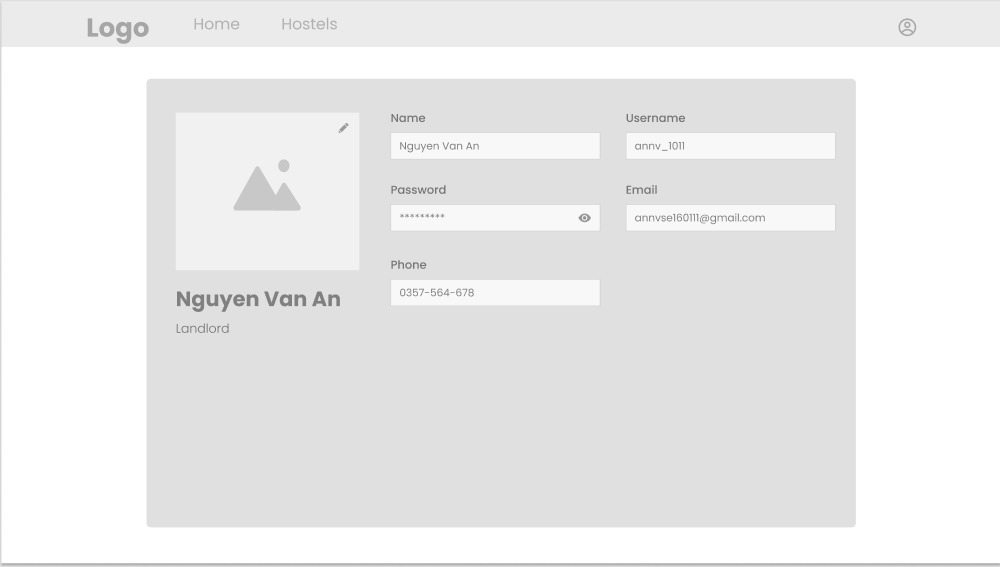 Logo
Home
Hostels
Name
Nguyen Van An
Username
annv_1011
Password
*********
Email
annvse160111@gmail.com
Phone
0357-564-678
Nguyen Van An
Landlord